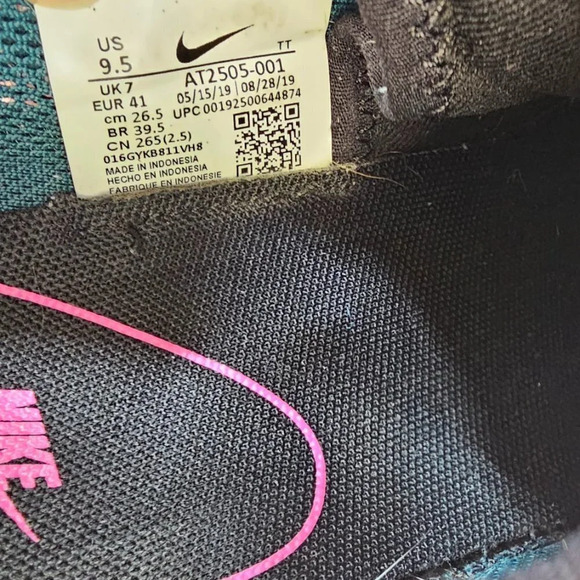 US
9.5
TT
UK 7
AT2505-001
EUR 41
05/15/19 | 08/28/19
cm 26.5
UPC 00192500644874
BR 39.5
CN 265(2.5)
016GYKB811VH8
MADE IN INDONESIA
HECHO EN INDONESIA
FABRIQUE EN INDONESIE
NIKE